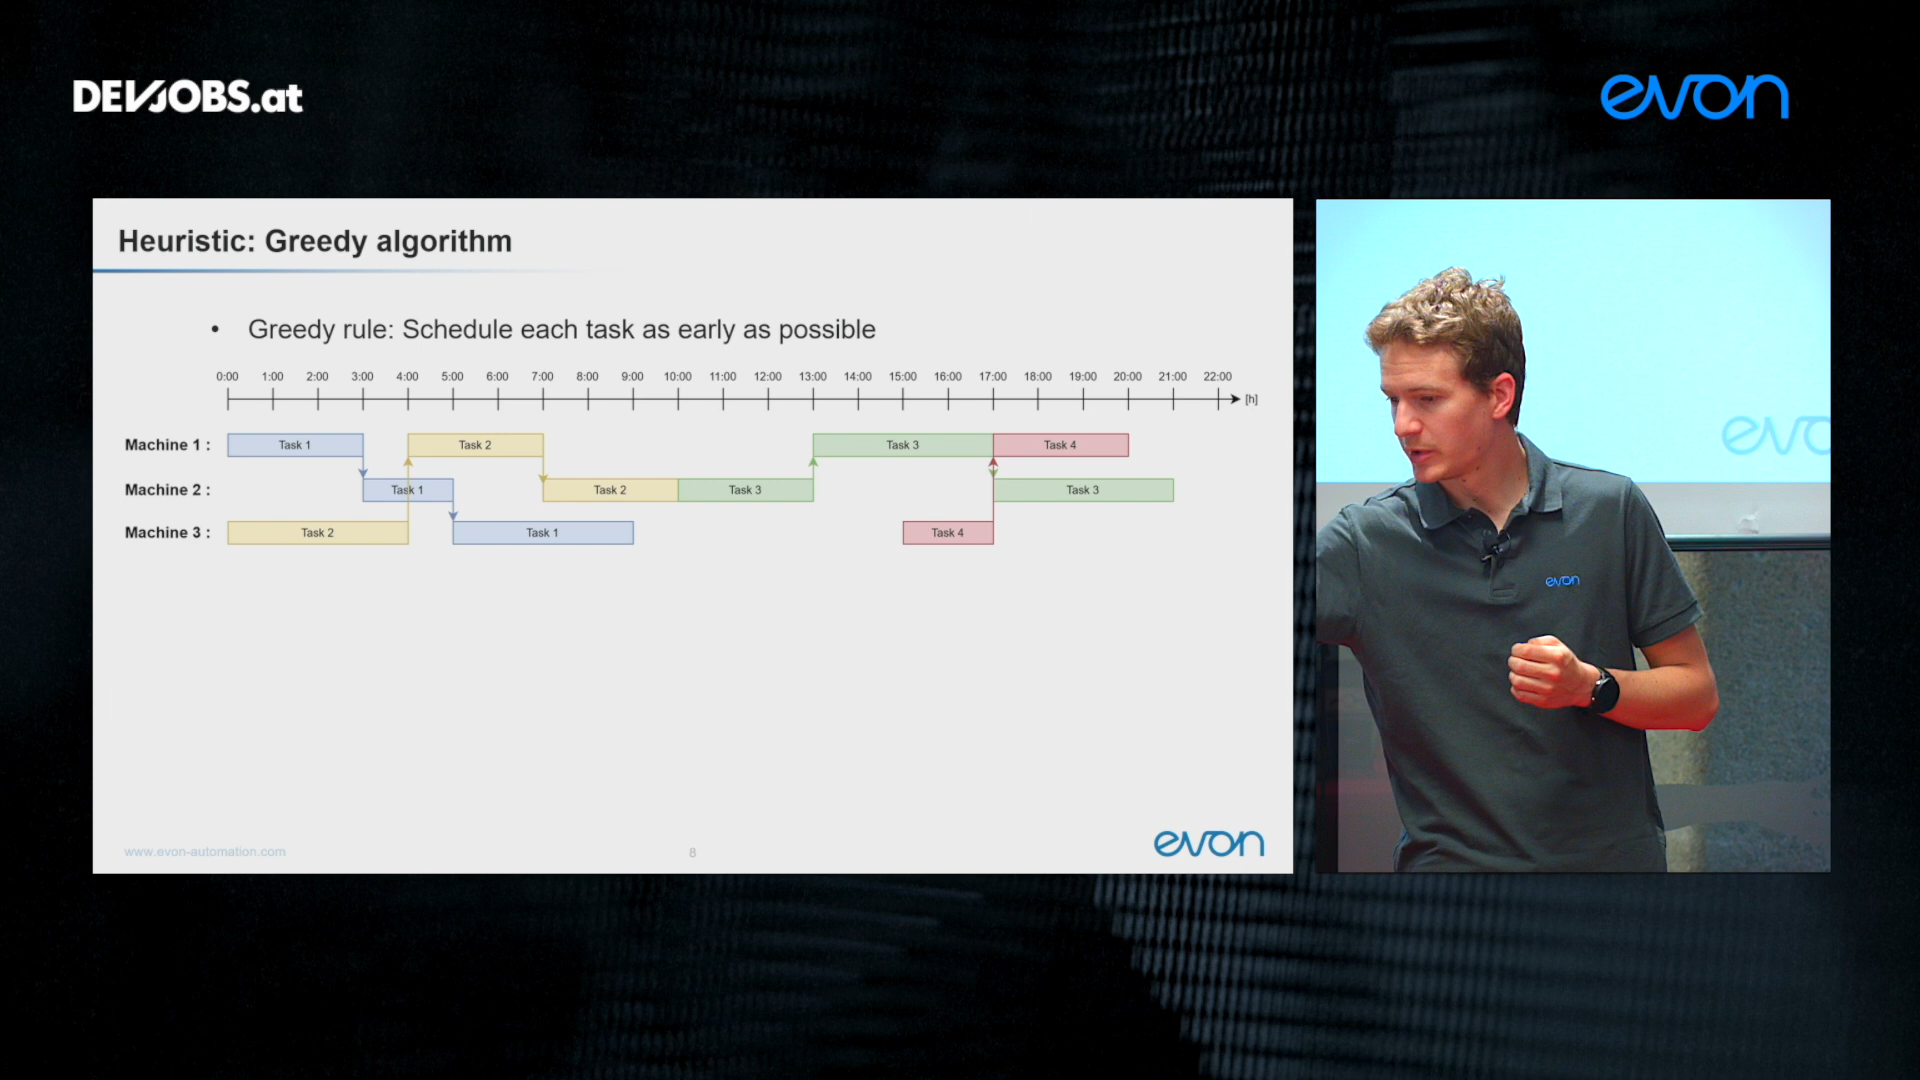 DEVJOBS.at
evon
Heuristic: Greedy algorithm
• Greedy rule: Schedule each task as early as possible
0:00 1:00 2:00 3:00 4:00 5:00 6:00 7:00 8:00 9:00 10:00 11:00 12:00 13:00 14:00 15:00 16:00 17:00 18:00 19:00 20:00 21:00 22:00
[h]
Machine 1 : Task 1 Task 2 Task 3 Task 4
Machine 2 : Task 1 Task 2 Task 3 Task 3
Machine 3 : Task 2 Task 1 Task 4
www.evon-automation.com
8
evon
evo
evon